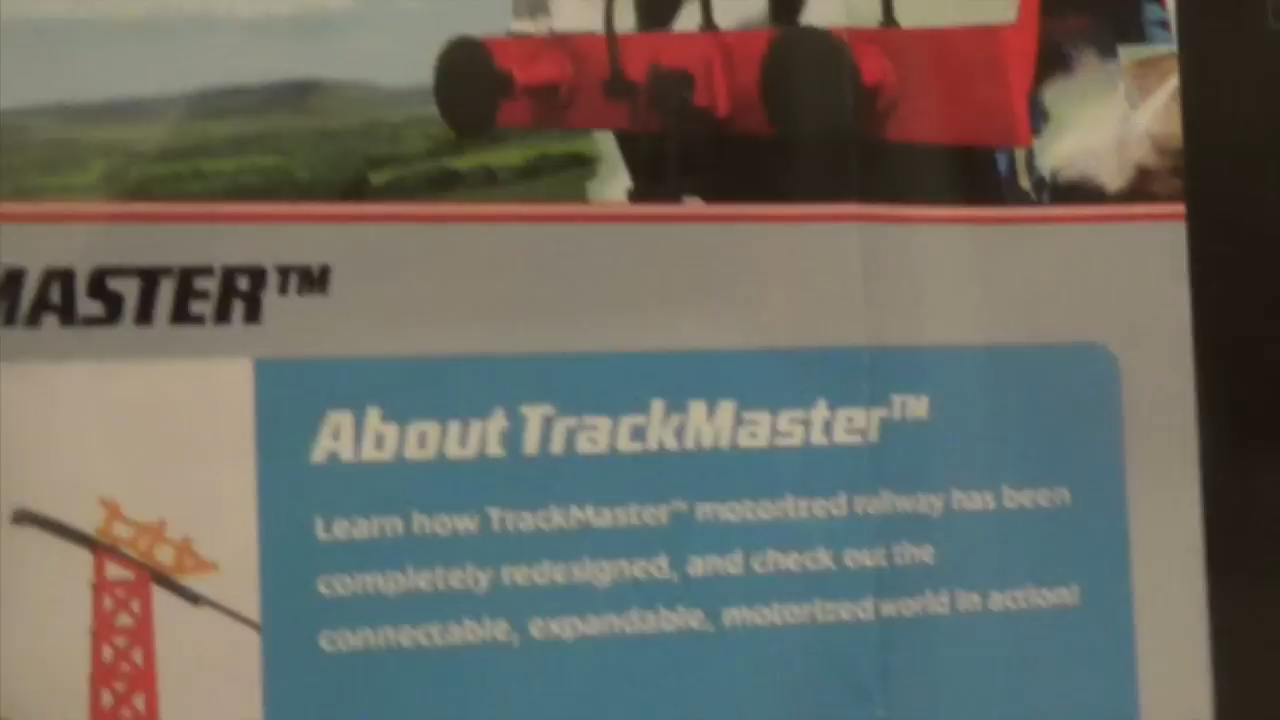 MASTER™
About TrackMaster™
Learn how TrackMaster™ motorized railway has been
completely redesigned, and check out the
connectable, expandable, motorized world in action!